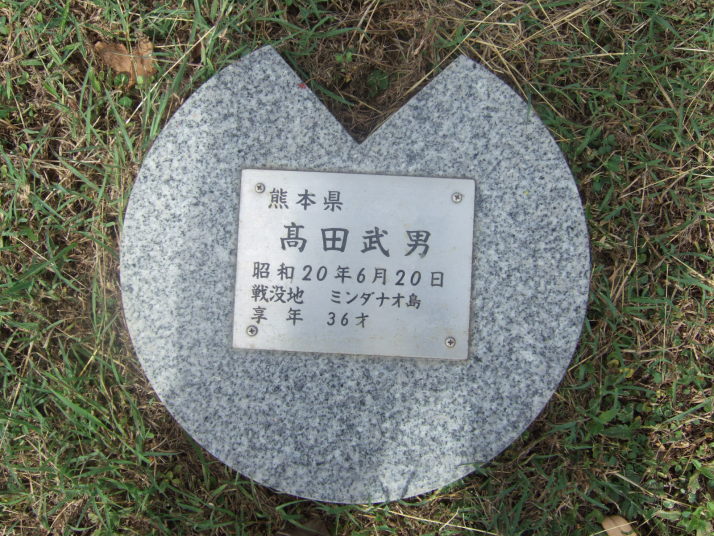 熊本県
髙田武男
昭和20年6月20日
戦没地 ミンダナオ島
享年 36才